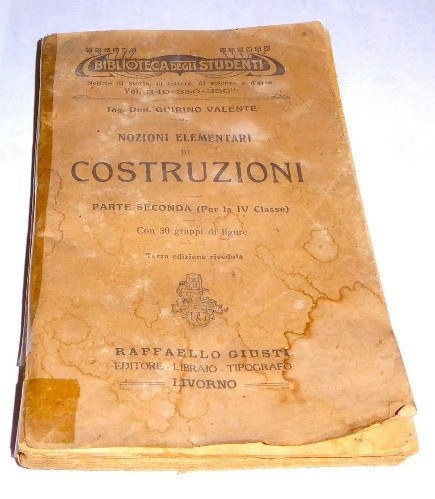 BIBLIOTECA DEGLI STUDENTI
Notizie di storia, di lettere, di scienze e d'arte
Vol. 349-350-350
Ing. Dott. QUIRINO VALENTE
NOZIONI ELEMENTARI
DI
COSTRUZIONI
PARTE SECONDA (Per la IV Classe)
Con 30 gruppi di figure
Terza edizione riveduta
RAFFAELLO GIUSTI
EDITORE - LIBRAIO - TIPOGRAFO
LIVORNO